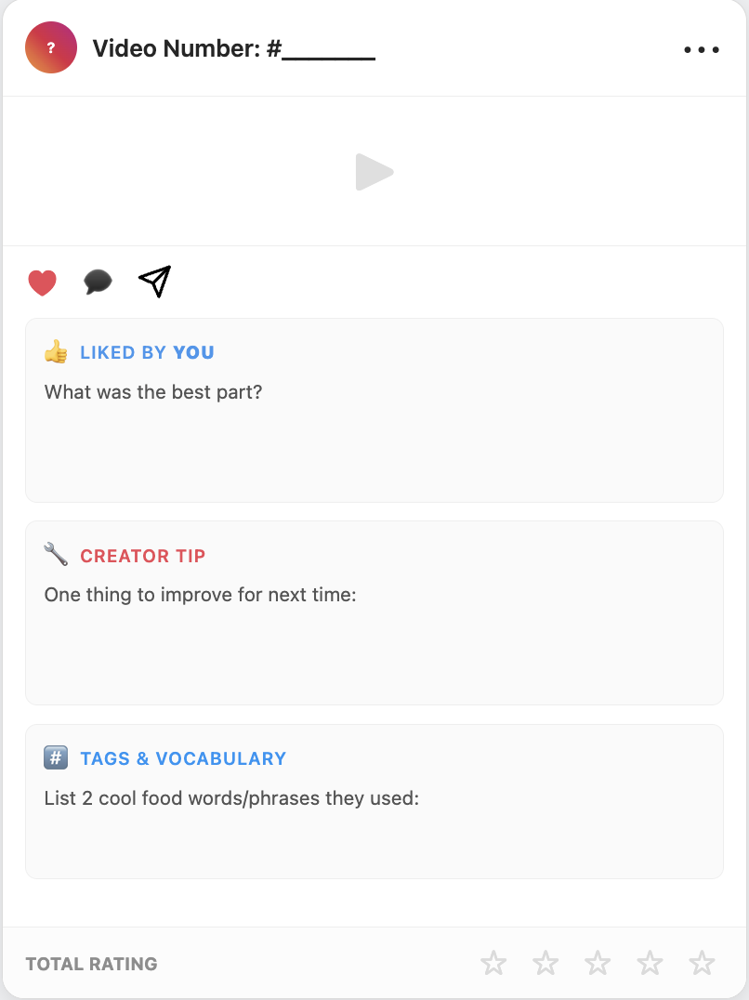 ?
Video Number: #________
LIKED BY YOU
What was the best part?
CREATOR TIP
One thing to improve for next time:
#
TAGS & VOCABULARY
List 2 cool food words/phrases they used:
TOTAL RATING